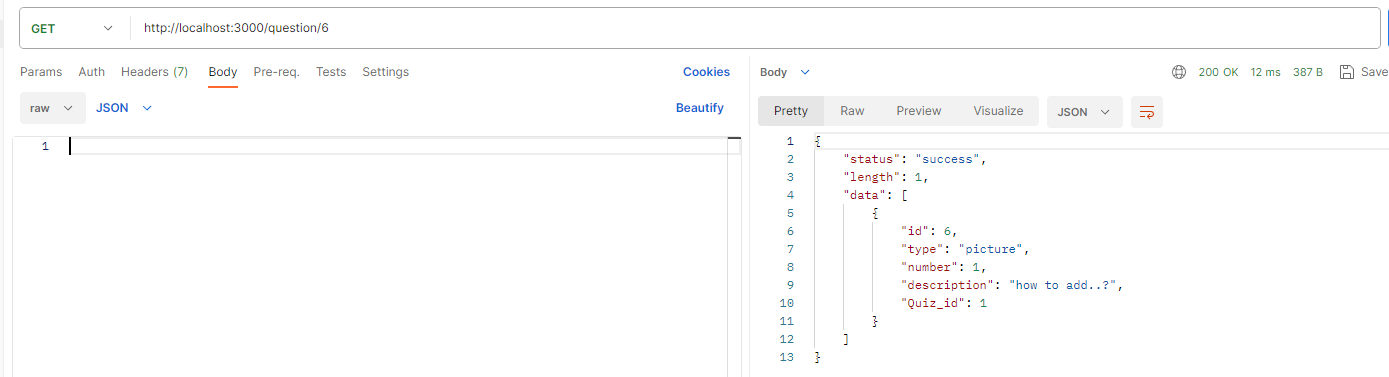 GET http://localhost:3000/question/6
Params Auth Headers (7) Body Pre-req. Tests Settings Cookies
raw JSON Beautify
1
Body 200 OK 12 ms 387 B Save
Pretty Raw Preview Visualize JSON
1 {
2 "status": "success",
3 "length": 1,
4 "data": [
5 {
6 "id": 6,
7 "type": "picture",
8 "number": 1,
9 "description": "how to add..?",
10 "Quiz_id": 1
11 }
12 ]
13 }